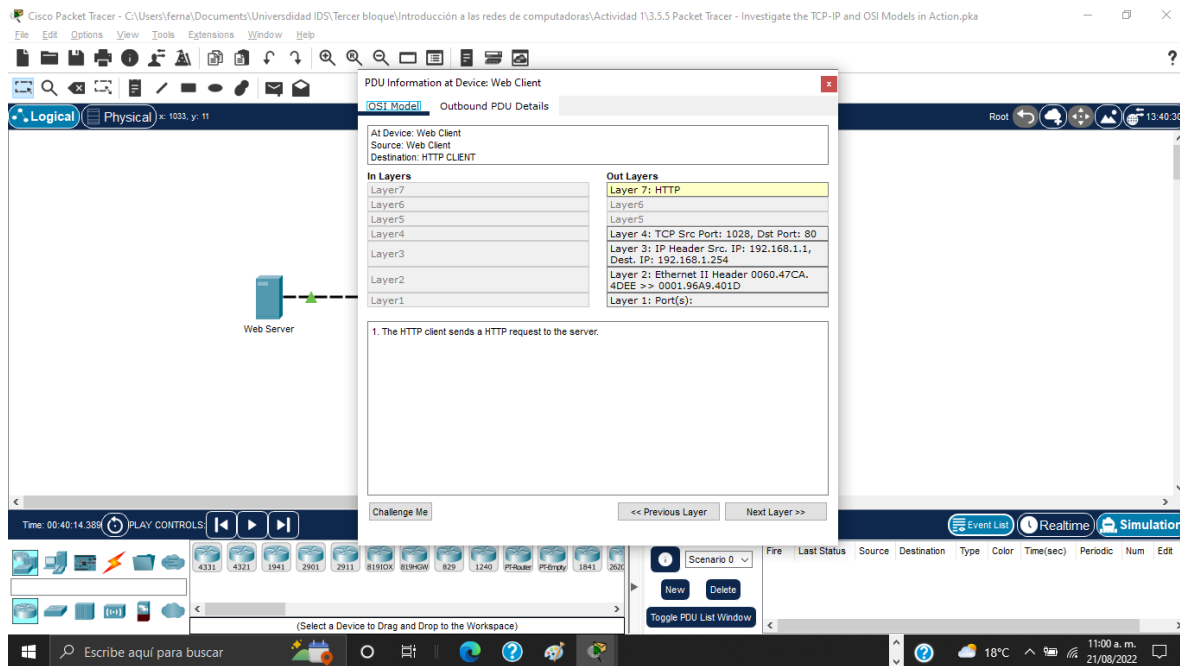 Cisco Packet Tracer - C:\Users\ferna\Documents\Universdidad IDS\Tercer bloque\Introducción a las redes de computadoras\Actividad 1\3.5.5 Packet Tracer - Investigate the TCP-IP and OSI Models in Action.pka
File Edit Options View Tools Extensions Window Help
?
Logical Physical x: 1033, y: 11
Root 13:40:30
PDU Information at Device: Web Client
x
OSI Model Outbound PDU Details
At Device: Web Client
Source: Web Client
Destination: HTTP CLIENT
In Layers
Layer7
Layer6
Layer5
Layer4
Layer3
Layer2
Layer1
Out Layers
Layer 7: HTTP
Layer6
Layer5
Layer 4: TCP Src Port: 1028, Dst Port: 80
Layer 3: IP Header Src. IP: 192.168.1.1,
Dest. IP: 192.168.1.254
Layer 2: Ethernet II Header 0060.47CA.
4DEE >> 0001.96A9.401D
Layer 1: Port(s):
1. The HTTP client sends a HTTP request to the server.
Challenge Me << Previous Layer Next Layer >>
Web Server
Time: 00:40:14.389 PLAY CONTROLS:
Event List Realtime Simulation
4331 4321 1941 2901 2911 819IOX 819HGW 829 1240 PT-Router PT-Empty 1841
(Select a Device to Drag and Drop to the Workspace)
Scenario 0
New Delete
Toggle PDU List Window
Fire Last Status Source Destination Type Color Time(sec) Periodic Num Edit
Escribe aquí para buscar
18°C
11:00 a. m.
21/08/2022